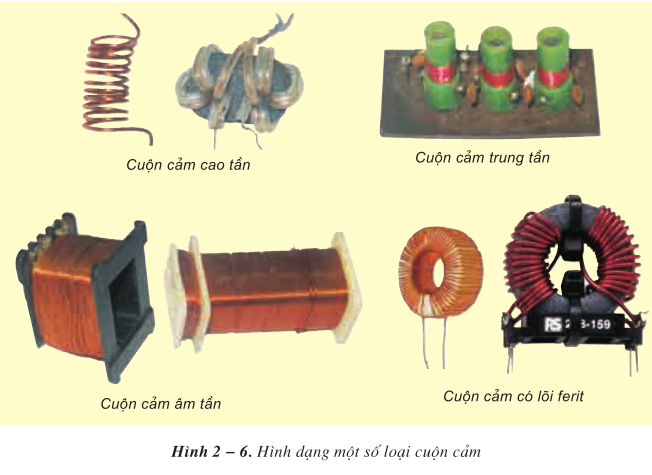 Cuộn cảm cao tần
Cuộn cảm trung tần
Cuộn cảm âm tần
Cuộn cảm có lõi ferit
Hình 2 – 6. Hình dạng một số loại cuộn cảm